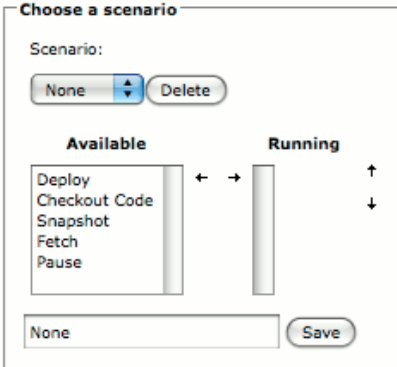 Choose a scenario
Scenario:
None Delete
Available Running
Deploy
Checkout Code
Snapshot
Fetch
Pause
None Save